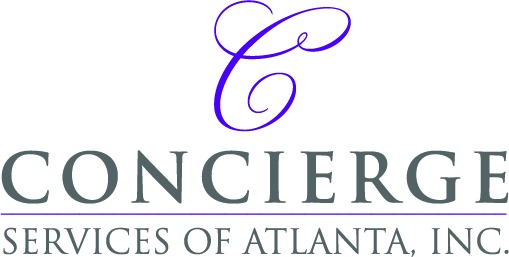 C
CONCIERGE
SERVICES OF ATLANTA, INC.